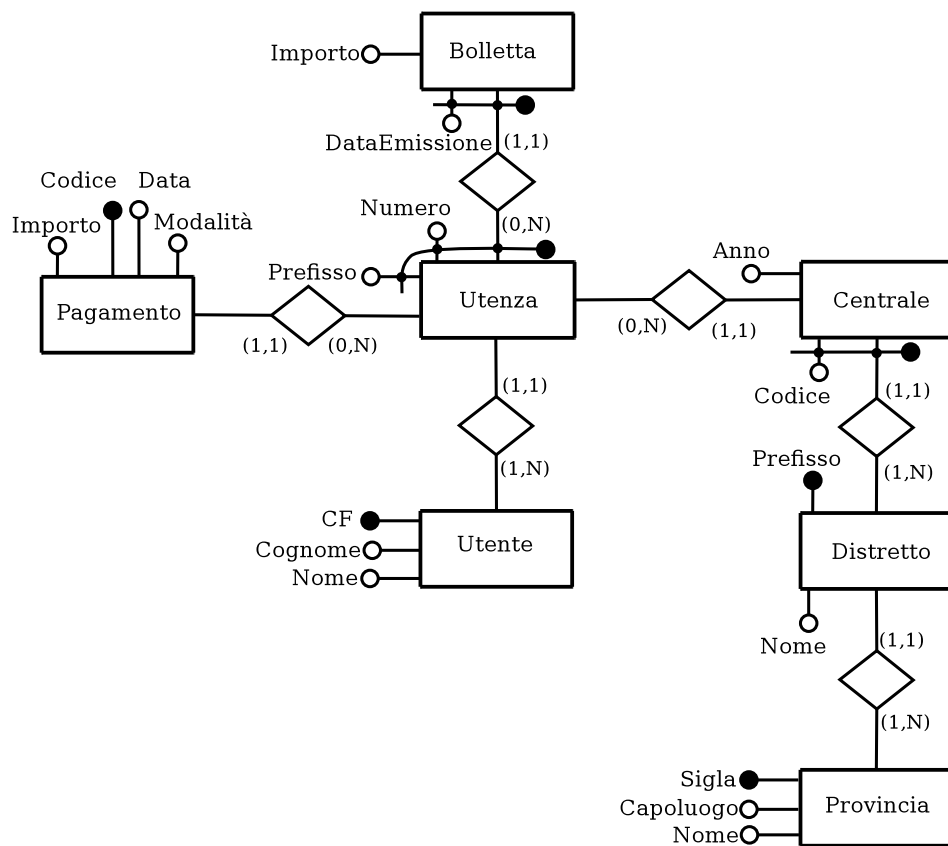 Bolletta
Importo
DataEmissione
(1,1)
Codice
Data
Importo
Modalità
Numero
(0,N)
Prefisso
Anno
Pagamento
Utenza
Centrale
(1,1)
(0,N)
(0,N)
(1,1)
(1,1)
Codice
(1,1)
Prefisso
(1,N)
(1,N)
CF
Cognome
Nome
Utente
Distretto
Nome
(1,1)
(1,N)
Sigla
Capoluogo
Nome
Provincia